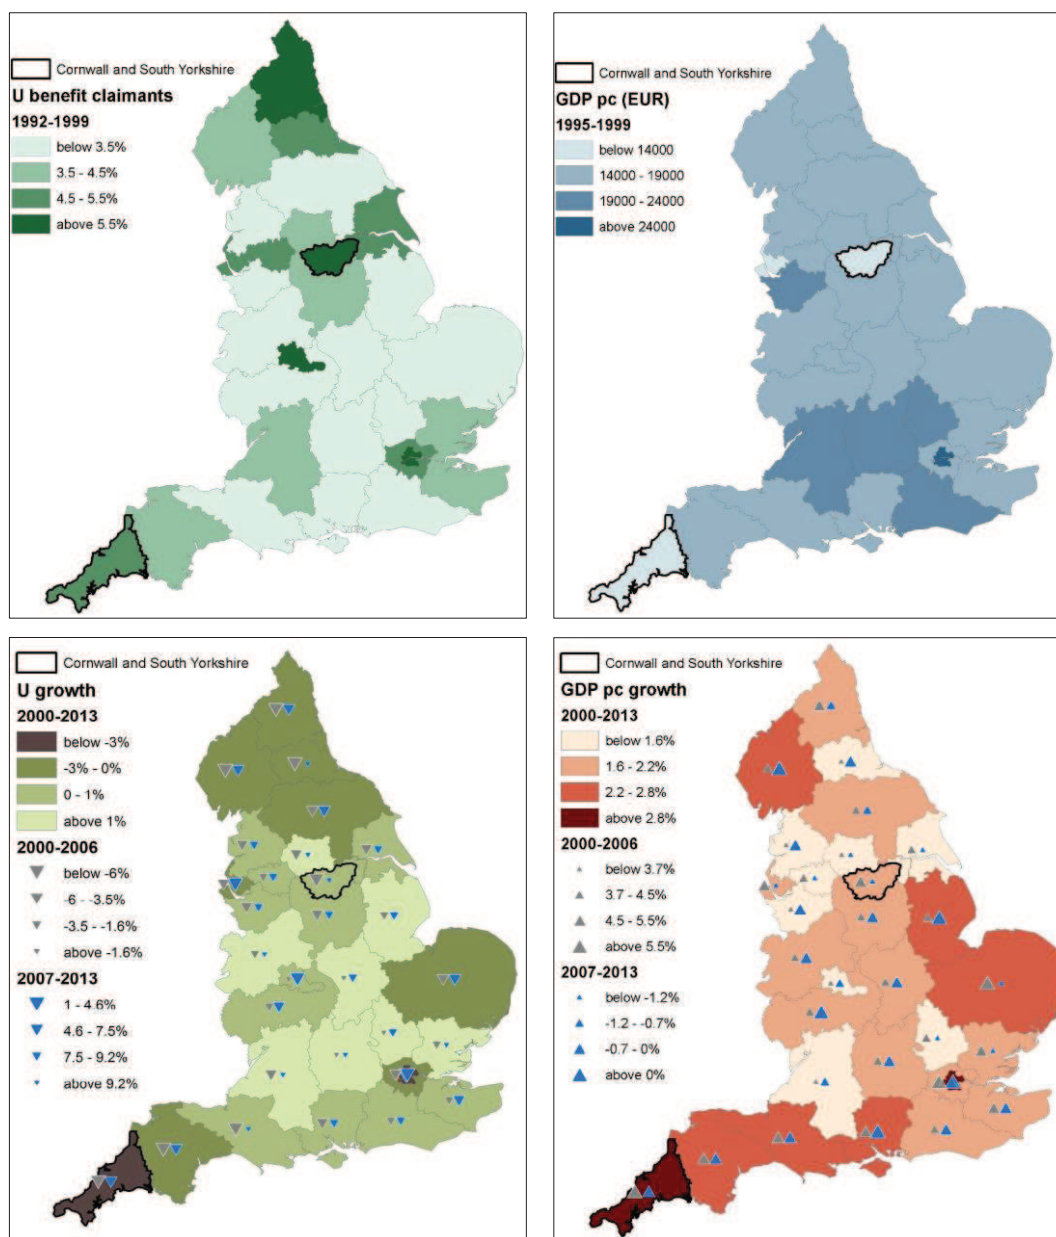 Cornwall and South Yorkshire
U benefit claimants
1992-1999
below 3.5%
3.5 - 4.5%
4.5 - 5.5%
above 5.5%
Cornwall and South Yorkshire
GDP pc (EUR)
1995-1999
below 14000
14000 - 19000
19000 - 24000
above 24000
Cornwall and South Yorkshire
U growth
2000-2013
below -3%
-3% - 0%
0 - 1%
above 1%
2000-2006
below -6%
-6 - -3.5%
-3.5 - -1.6%
above -1.6%
2007-2013
1 - 4.6%
4.6 - 7.5%
7.5 - 9.2%
above 9.2%
Cornwall and South Yorkshire
GDP pc growth
2000-2013
below 1.6%
1.6 - 2.2%
2.2 - 2.8%
above 2.8%
2000-2006
below 3.7%
3.7 - 4.5%
4.5 - 5.5%
above 5.5%
2007-2013
below -1.2%
-1.2 - -0.7%
-0.7 - 0%
above 0%